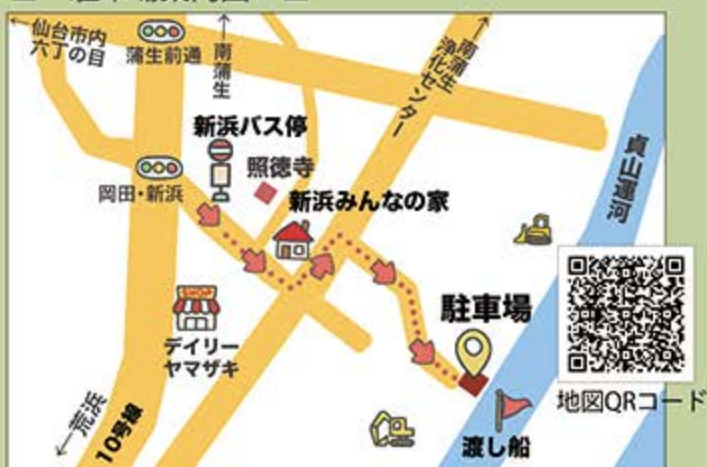 ←仙台市内
六丁の目
蒲生前通
↑南蒲生
↑南蒲生
浄化センター
新浜バス停
照徳寺
岡田・新浜
新浜みんなの家
貞山運河
SHOP
デイリー
ヤマザキ
駐車場
地図QRコード
←荒浜
10号線
渡し船